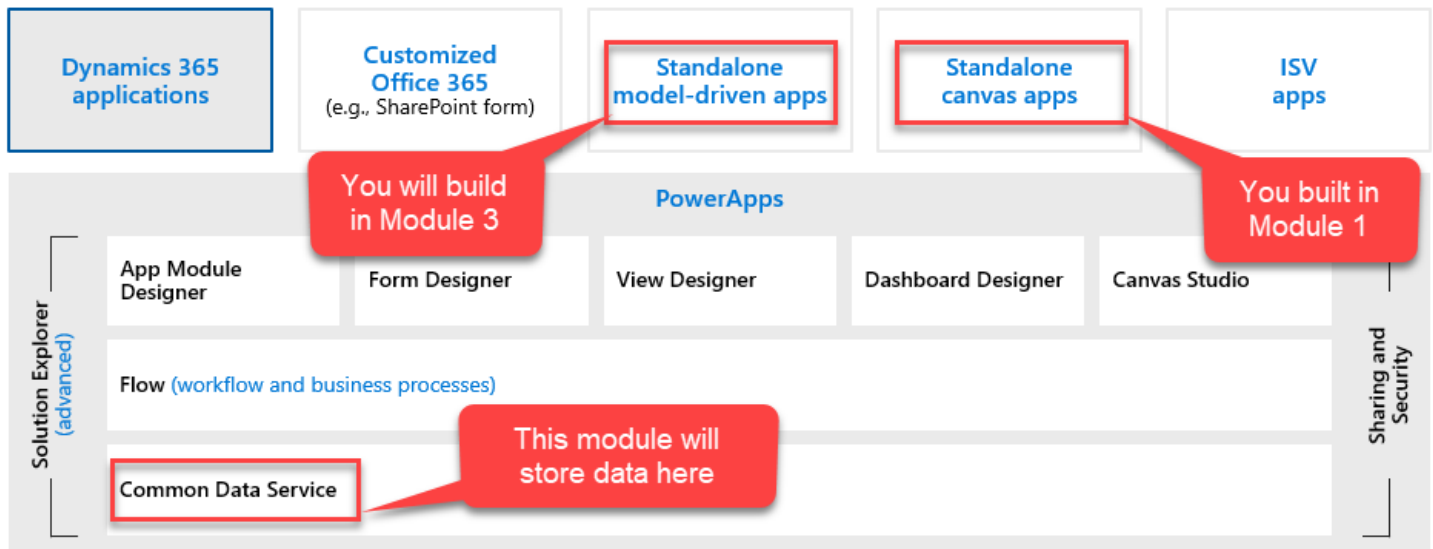 Dynamics 365
applications
Customized
Office 365
(e.g., SharePoint form)
Standalone
model-driven apps
Standalone
canvas apps
ISV
apps
You will build
in Module 3
PowerApps
You built in
Module 1
Solution Explorer
(advanced)
App Module
Designer
Form Designer
View Designer
Dashboard Designer
Canvas Studio
Sharing and
Security
Flow (workflow and business processes)
This module will
store data here
Common Data Service